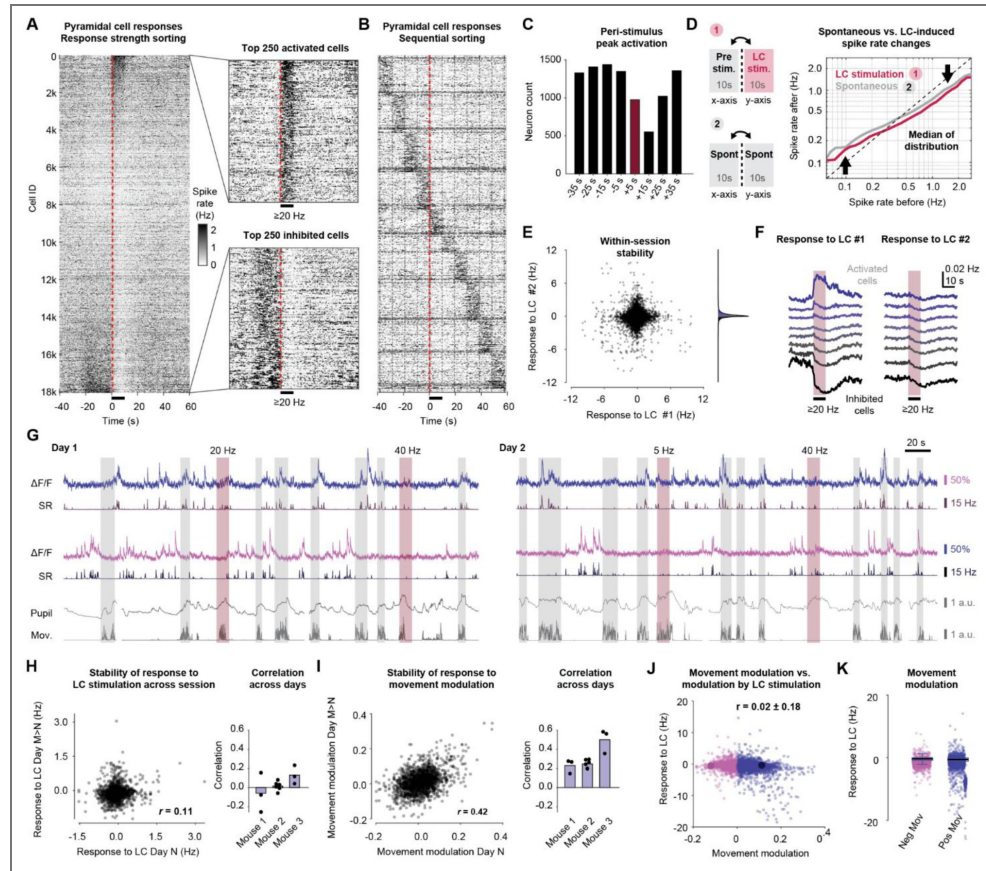 A
Pyramidal cell responses
Response strength sorting
Cell ID
0
2k
4k
6k
8k
10k
12k
14k
16k
18k
-40 -20 0 20 40 60
Time (s)
Spike
rate
(Hz)
2
1
0
Top 250 activated cells
≥20 Hz
Top 250 inhibited cells
≥20 Hz
B
Pyramidal cell responses
Sequential sorting
-40 -20 0 20 40 60
Time (s)
C
Peri-stimulus
peak activation
Neuron count
1500
1000
500
0
-35 s
-25 s
-15 s
-5 s
+5 s
+15 s
+25 s
+35 s
D
1
Pre stim. LC stim.
10s 10s
x-axis y-axis
2
Spont Spont
10s 10s
x-axis y-axis
Spontaneous vs. LC-induced
spike rate changes
LC stimulation 1
Spontaneous 2
Median of
distribution
Spike rate after (Hz)
2.0
1.0
0.5
0.2
0.1
0.1 0.2 0.5 1.0 2.0
Spike rate before (Hz)
E
Within-session
stability
Response to LC #2 (Hz)
12
6
0
-6
-12
-12 -6 0 6 12
Response to LC #1 (Hz)
F
Response to LC #1 Response to LC #2
Activated
cells
0.02 Hz
10 s
Inhibited
cells
≥20 Hz ≥20 Hz
G
Day 1 20 Hz 40 Hz
Day 2 5 Hz 40 Hz 20 s
ΔF/F 50%
SR 15 Hz
ΔF/F 50%
SR 15 Hz
Pupil 1 a.u.
Mov. 1 a.u.
H
Stability of response to
LC stimulation across session
Response to LC Day M>N (Hz)
3.0
1.5
0.0
r = 0.11
-1.5 0.0 1.5 3.0
Response to LC Day N (Hz)
Correlation
across days
Correlation
0.6
0.4
0.2
0
-0.2
Mouse 1
Mouse 2
Mouse 3
I
Stability of response to
movement modulation
Movement modulation Day M>N
0.4
0.2
0
-0.2
r = 0.42
-0.2 0.0 0.2 0.4
Movement modulation Day N
Correlation
across days
Correlation
0.6
0.4
0.2
0
-0.2
Mouse 1
Mouse 2
Mouse 3
J
Movement modulation vs.
modulation by LC stimulation
r = 0.02 ± 0.18
Response to LC (Hz)
20
10
0
-10
-20
0 0.2 0.4
Movement modulation
K
Movement
modulation
Response to LC (Hz)
20
0
-20
Neg Mov
Pos Mov